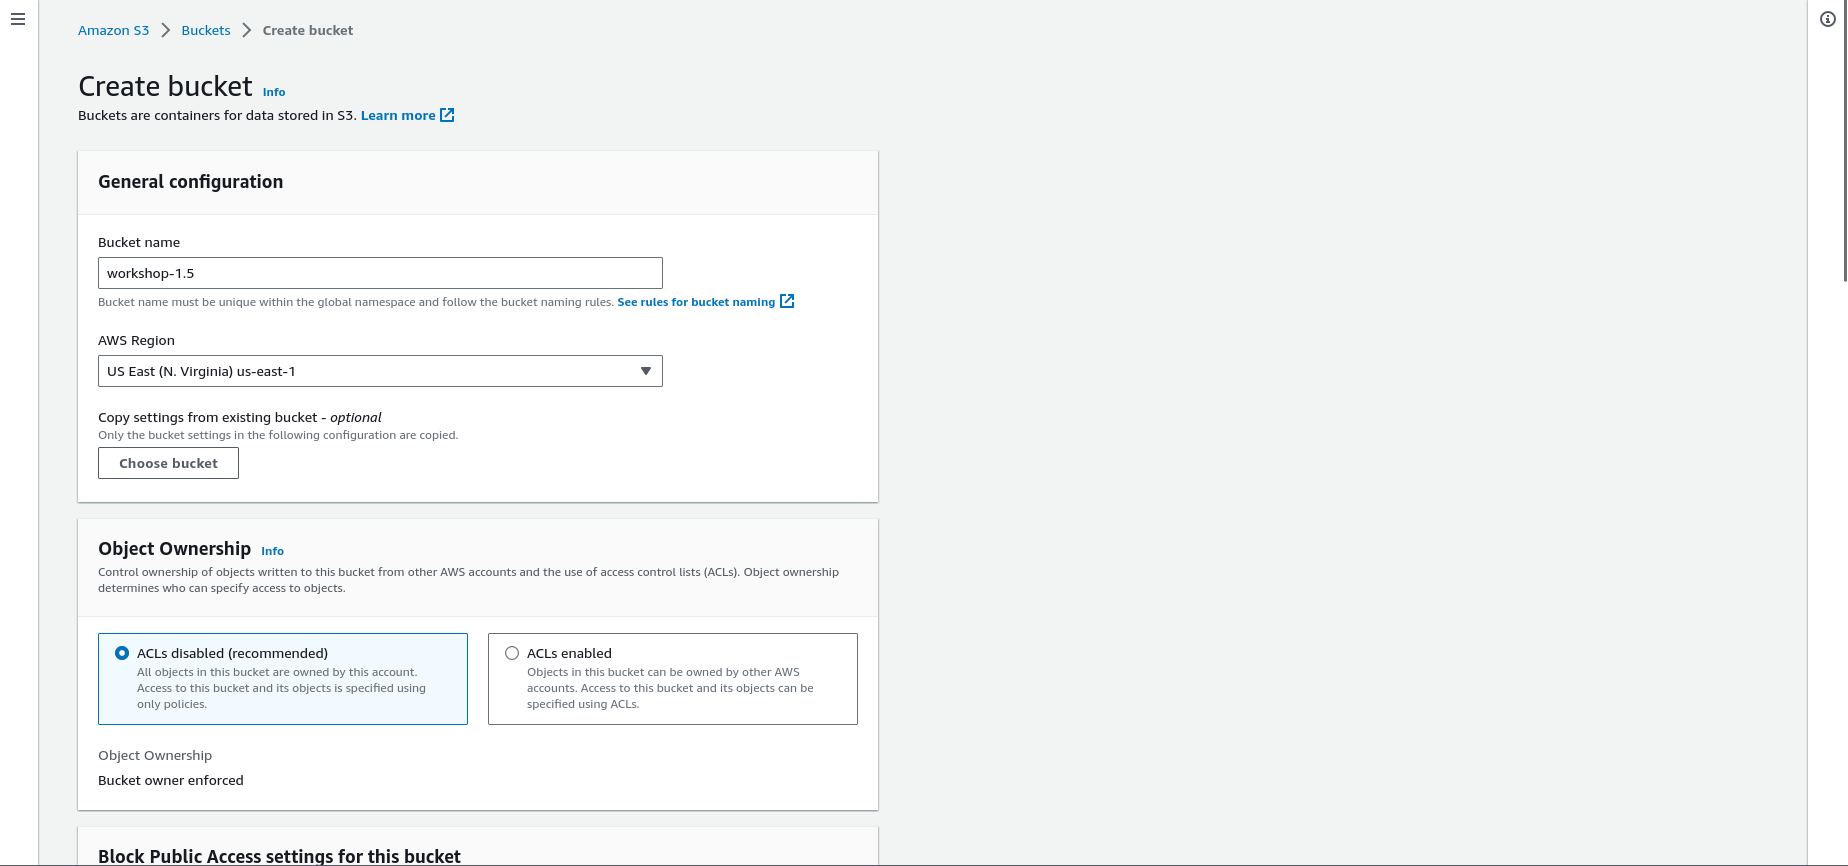 Amazon S3 > Buckets > Create bucket
Create bucket Info
Buckets are containers for data stored in S3. Learn more
General configuration
Bucket name
workshop-1.5
Bucket name must be unique within the global namespace and follow the bucket naming rules. See rules for bucket naming
AWS Region
US East (N. Virginia) us-east-1
Copy settings from existing bucket - optional
Only the bucket settings in the following configuration are copied.
Choose bucket
Object Ownership Info
Control ownership of objects written to this bucket from other AWS accounts and the use of access control lists (ACLs). Object ownership
determines who can specify access to objects.
ACLs disabled (recommended)
All objects in this bucket are owned by this account.
Access to this bucket and its objects is specified using
only policies.
ACLs enabled
Objects in this bucket can be owned by other AWS
accounts. Access to this bucket and its objects can be
specified using ACLs.
Object Ownership
Bucket owner enforced
Block Public Access settings for this bucket